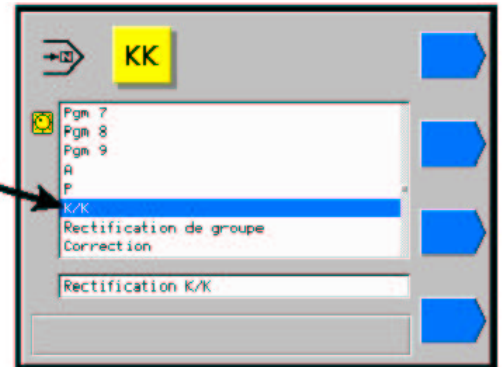 N
KK
Pgm 7
Pgm 8
Pgm 9
A
P
K/K
Rectification de groupe
Correction
Rectification K/K